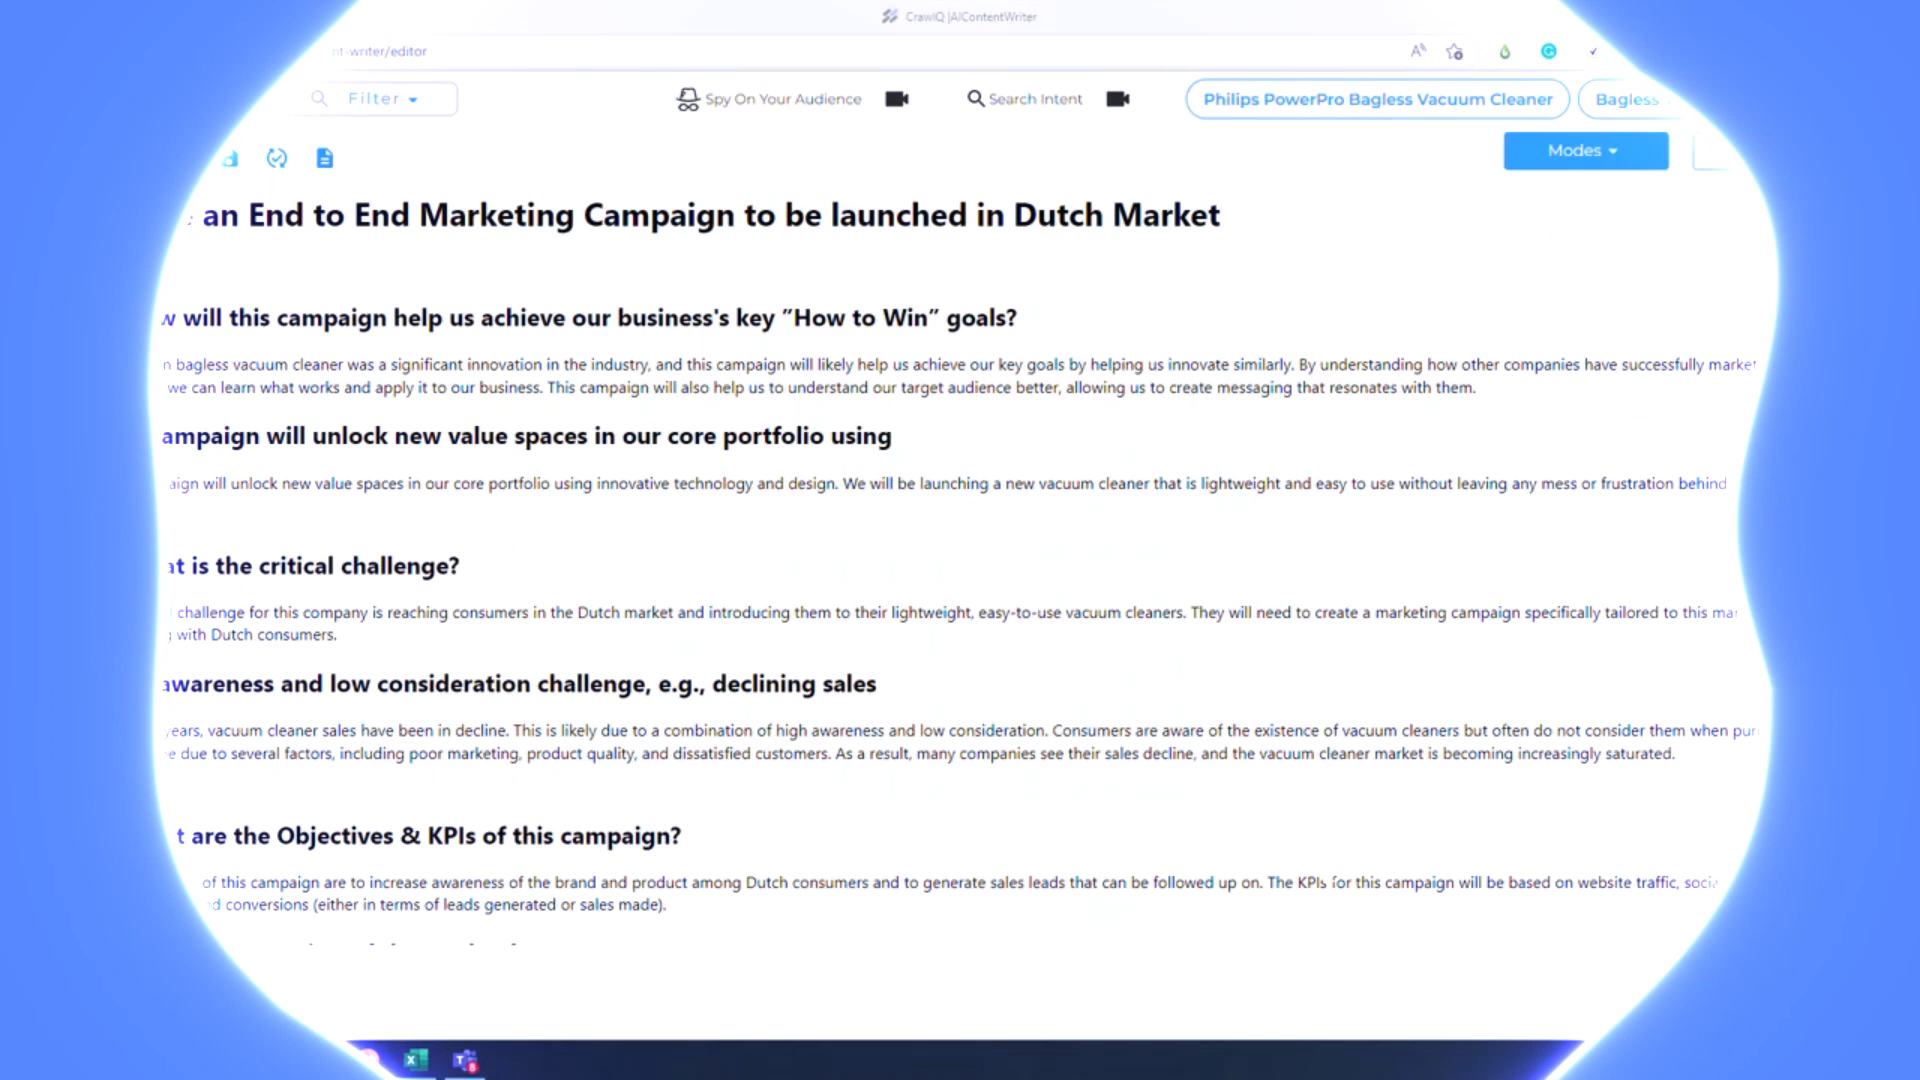 CrawlQ |AIContentWriter
nt-writer/editor
Filter
Spy On Your Audience
Search Intent
Philips PowerPro Bagless Vacuum Cleaner
Bagless
Modes
an End to End Marketing Campaign to be launched in Dutch Market
will this campaign help us achieve our business's key ”How to Win” goals?
bagless vacuum cleaner was a significant innovation in the industry, and this campaign will likely help us achieve our key goals by helping us innovate similarly. By understanding how other companies have successfully market
we can learn what works and apply it to our business. This campaign will also help us to understand our target audience better, allowing us to create messaging that resonates with them.
ampaign will unlock new value spaces in our core portfolio using
aign will unlock new value spaces in our core portfolio using innovative technology and design. We will be launching a new vacuum cleaner that is lightweight and easy to use without leaving any mess or frustration behind
at is the critical challenge?
challenge for this company is reaching consumers in the Dutch market and introducing them to their lightweight, easy-to-use vacuum cleaners. They will need to create a marketing campaign specifically tailored to this
with Dutch consumers.
awareness and low consideration challenge, e.g., declining sales
years, vacuum cleaner sales have been in decline. This is likely due to a combination of high awareness and low consideration. Consumers are aware of the existence of vacuum cleaners but often do not consider them when
due to several factors, including poor marketing, product quality, and dissatisfied customers. As a result, many companies see their sales decline, and the vacuum cleaner market is becoming increasingly saturated.
t are the Objectives & KPIs of this campaign?
of this campaign are to increase awareness of the brand and product among Dutch consumers and to generate sales leads that can be followed up on. The KPIs for this campaign will be based on website traffic,
conversions (either in terms of leads generated or sales made).